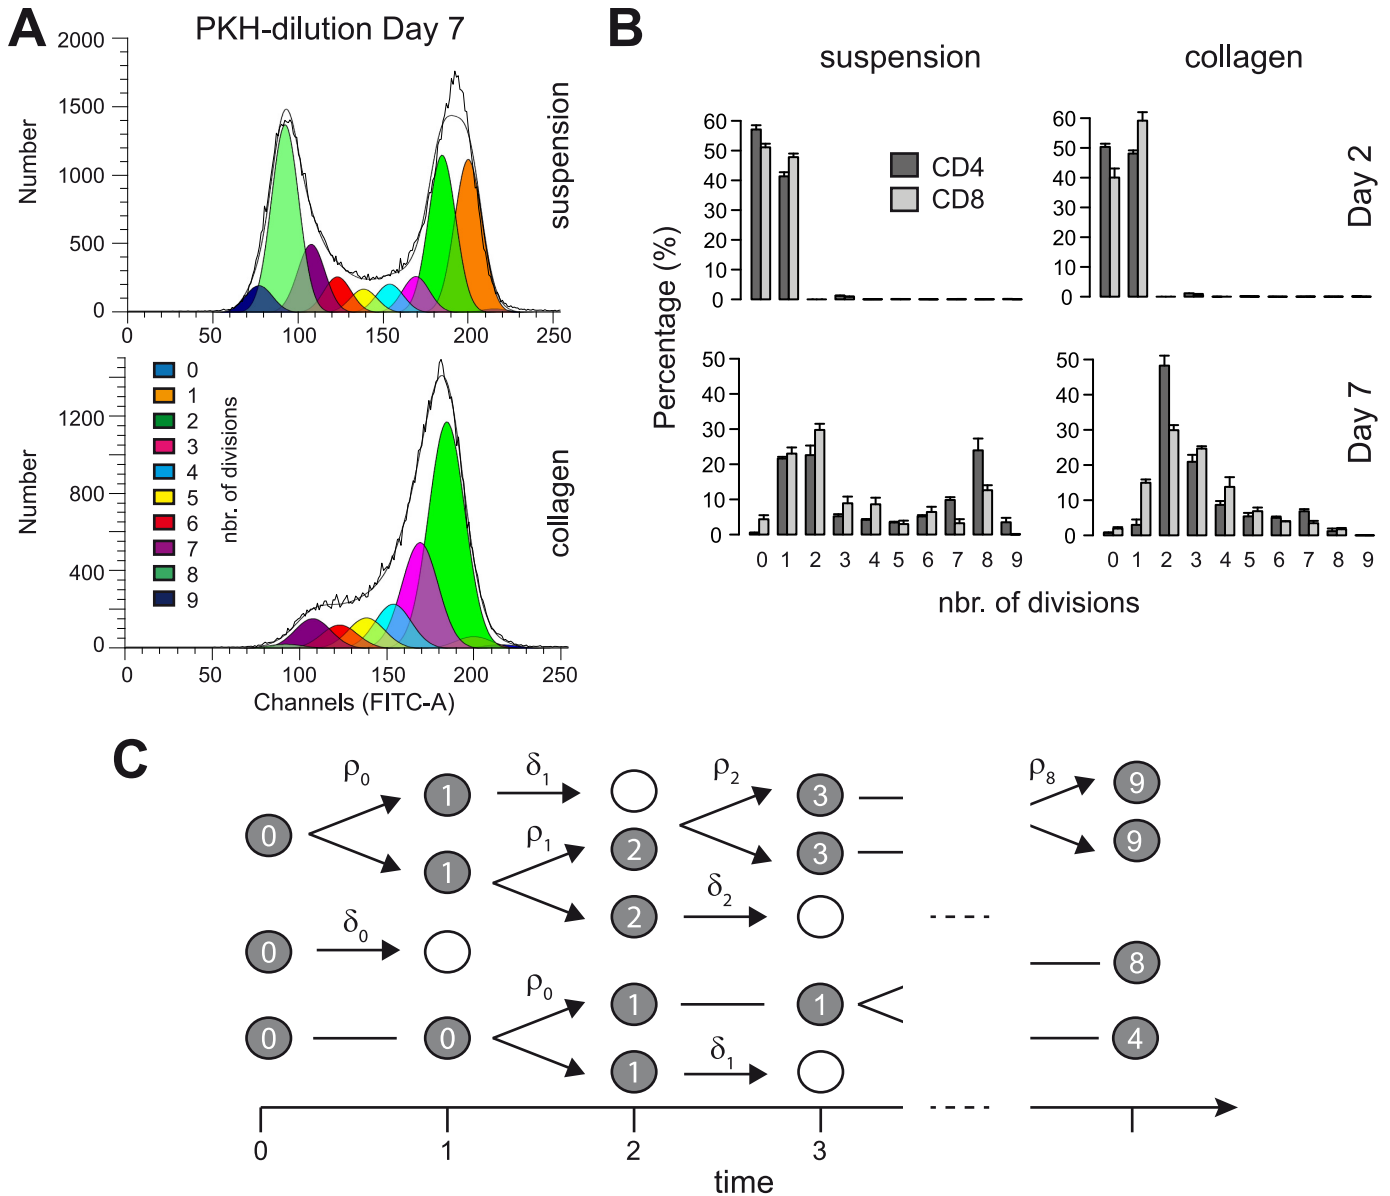 A
PKH-dilution Day 7
2000
1500
1000
500
0
Number
suspension
0 50 100 150 200 250
1200
800
400
0
Number
collagen
0
1
2
3
4
5
6
7
8
9
nbr. of divisions
0 50 100 150 200 250
Channels (FITC-A)
B
suspension collagen
60
50
40
30
20
10
0
CD4
CD8
60
50
40
30
20
10
0
Day 2
Percentage (%)
50
40
30
20
10
0
0 1 2 3 4 5 6 7 8 9
50
40
30
20
10
0
0 1 2 3 4 5 6 7 8 9
Day 7
nbr. of divisions
C
ρ0 δ1 ρ2 ρ8
0 1 3 9
1 ρ1 2 3 9
2 δ2
0 δ0 8
ρ0 1 1
0 0 4
1 δ1
0 1 2 3
time